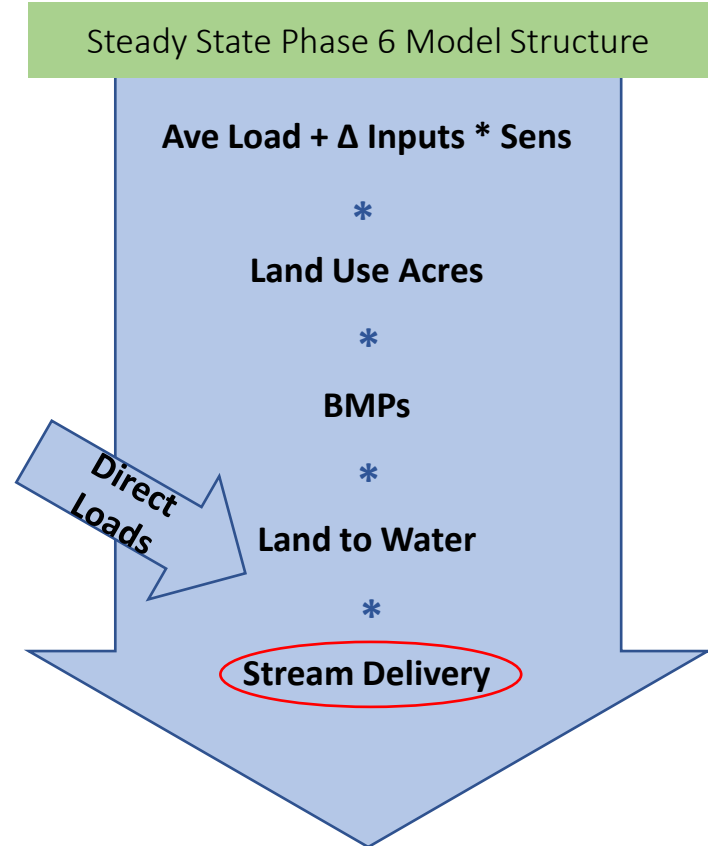 Steady State Phase 6 Model Structure
Ave Load + Δ Inputs * Sens
*
Land Use Acres
*
BMPs
*
Direct
Loads
Land to Water
*
Stream Delivery